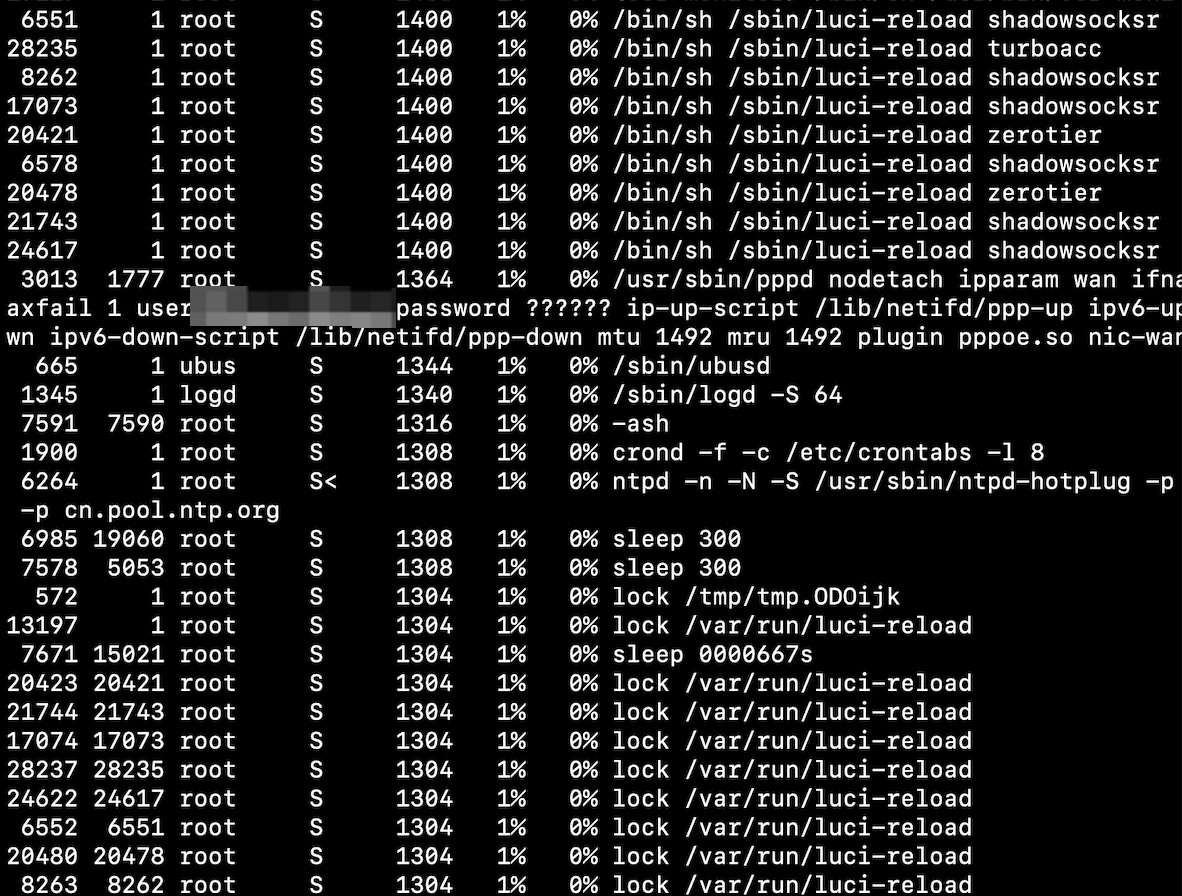 6551     1 root     S     1400   1%   0% /bin/sh /sbin/luci-reload shadowsocksr
28235     1 root     S     1400   1%   0% /bin/sh /sbin/luci-reload turboacc
8262     1 root     S     1400   1%   0% /bin/sh /sbin/luci-reload shadowsocksr
17073     1 root     S     1400   1%   0% /bin/sh /sbin/luci-reload shadowsocksr
20421     1 root     S     1400   1%   0% /bin/sh /sbin/luci-reload zerotier
6578     1 root     S     1400   1%   0% /bin/sh /sbin/luci-reload shadowsocksr
20478     1 root     S     1400   1%   0% /bin/sh /sbin/luci-reload zerotier
21743     1 root     S     1400   1%   0% /bin/sh /sbin/luci-reload shadowsocksr
24617     1 root     S     1400   1%   0% /bin/sh /sbin/luci-reload shadowsocksr
3013  1777 root     S     1364   1%   0% /usr/sbin/pppd nodetach ipparam wan ifna
axfail 1 user password ?????? ip-up-script /lib/netifd/ppp-up ipv6-up
wn ipv6-down-script /lib/netifd/ppp-down mtu 1492 mru 1492 plugin pppoe.so nic-wan
665     1 ubus     S     1344   1%   0% /sbin/ubusd
1345     1 logd     S     1340   1%   0% /sbin/logd -S 64
7591  7590 root     S     1316   1%   0% -ash
1900     1 root     S     1308   1%   0% crond -f -c /etc/crontabs -l 8
6264     1 root     S<    1308   1%   0% ntpd -n -N -S /usr/sbin/ntpd-hotplug -p
-p cn.pool.ntp.org
6985 19060 root     S     1308   1%   0% sleep 300
7578  5053 root     S     1308   1%   0% sleep 300
572     1 root     S     1304   1%   0% lock /tmp/tmp.ODOijk
13197     1 root     S     1304   1%   0% lock /var/run/luci-reload
7671 15021 root     S     1304   1%   0% sleep 0000667s
20423 20421 root     S     1304   1%   0% lock /var/run/luci-reload
21744 21743 root     S     1304   1%   0% lock /var/run/luci-reload
17074 17073 root     S     1304   1%   0% lock /var/run/luci-reload
28237 28235 root     S     1304   1%   0% lock /var/run/luci-reload
24622 24617 root     S     1304   1%   0% lock /var/run/luci-reload
6552  6551 root     S     1304   1%   0% lock /var/run/luci-reload
20480 20478 root     S     1304   1%   0% lock /var/run/luci-reload
8263  8262 root     S     1304   1%   0% lock /var/run/luci-reload